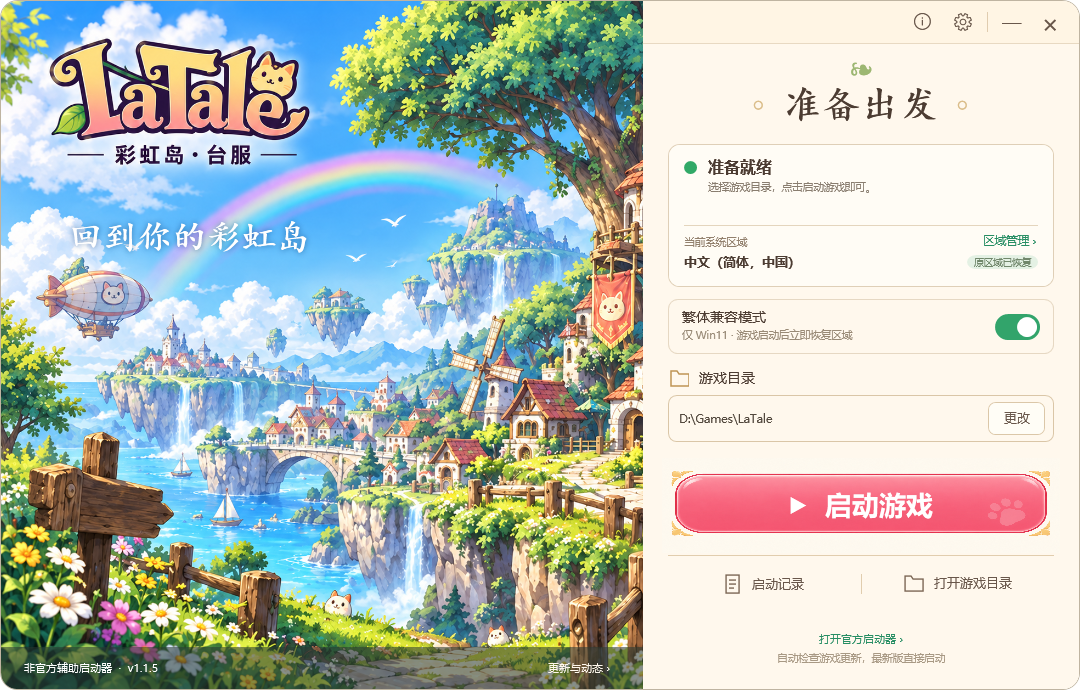 LaTale
彩虹岛·台服
回到你的彩虹岛
非官方辅助启动器 · v1.1.5
更新与动态 ›
准备出发
准备就绪
选择游戏目录，点击启动游戏即可。
当前系统区域
区域管理 ›
中文（简体，中国）
原区域已恢复
繁体兼容模式
仅 Win11 · 游戏启动后立即恢复区域
游戏目录
D:\Games\LaTale
更改
启动游戏
启动记录
打开游戏目录
打开官方启动器 ›
自动检查游戏更新，最新版直接启动